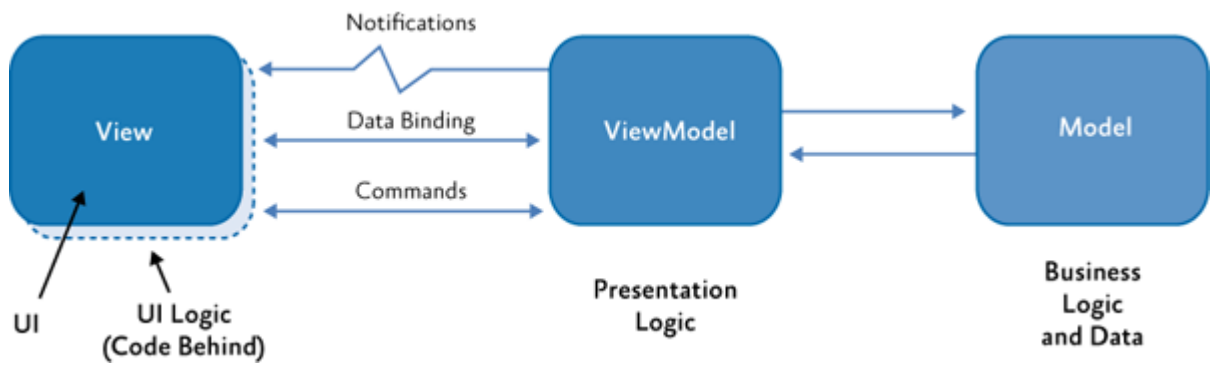 Notifications
View
Data Binding
ViewModel
Model
Commands
UI
UI Logic
(Code Behind)
Presentation
Logic
Business
Logic
and Data